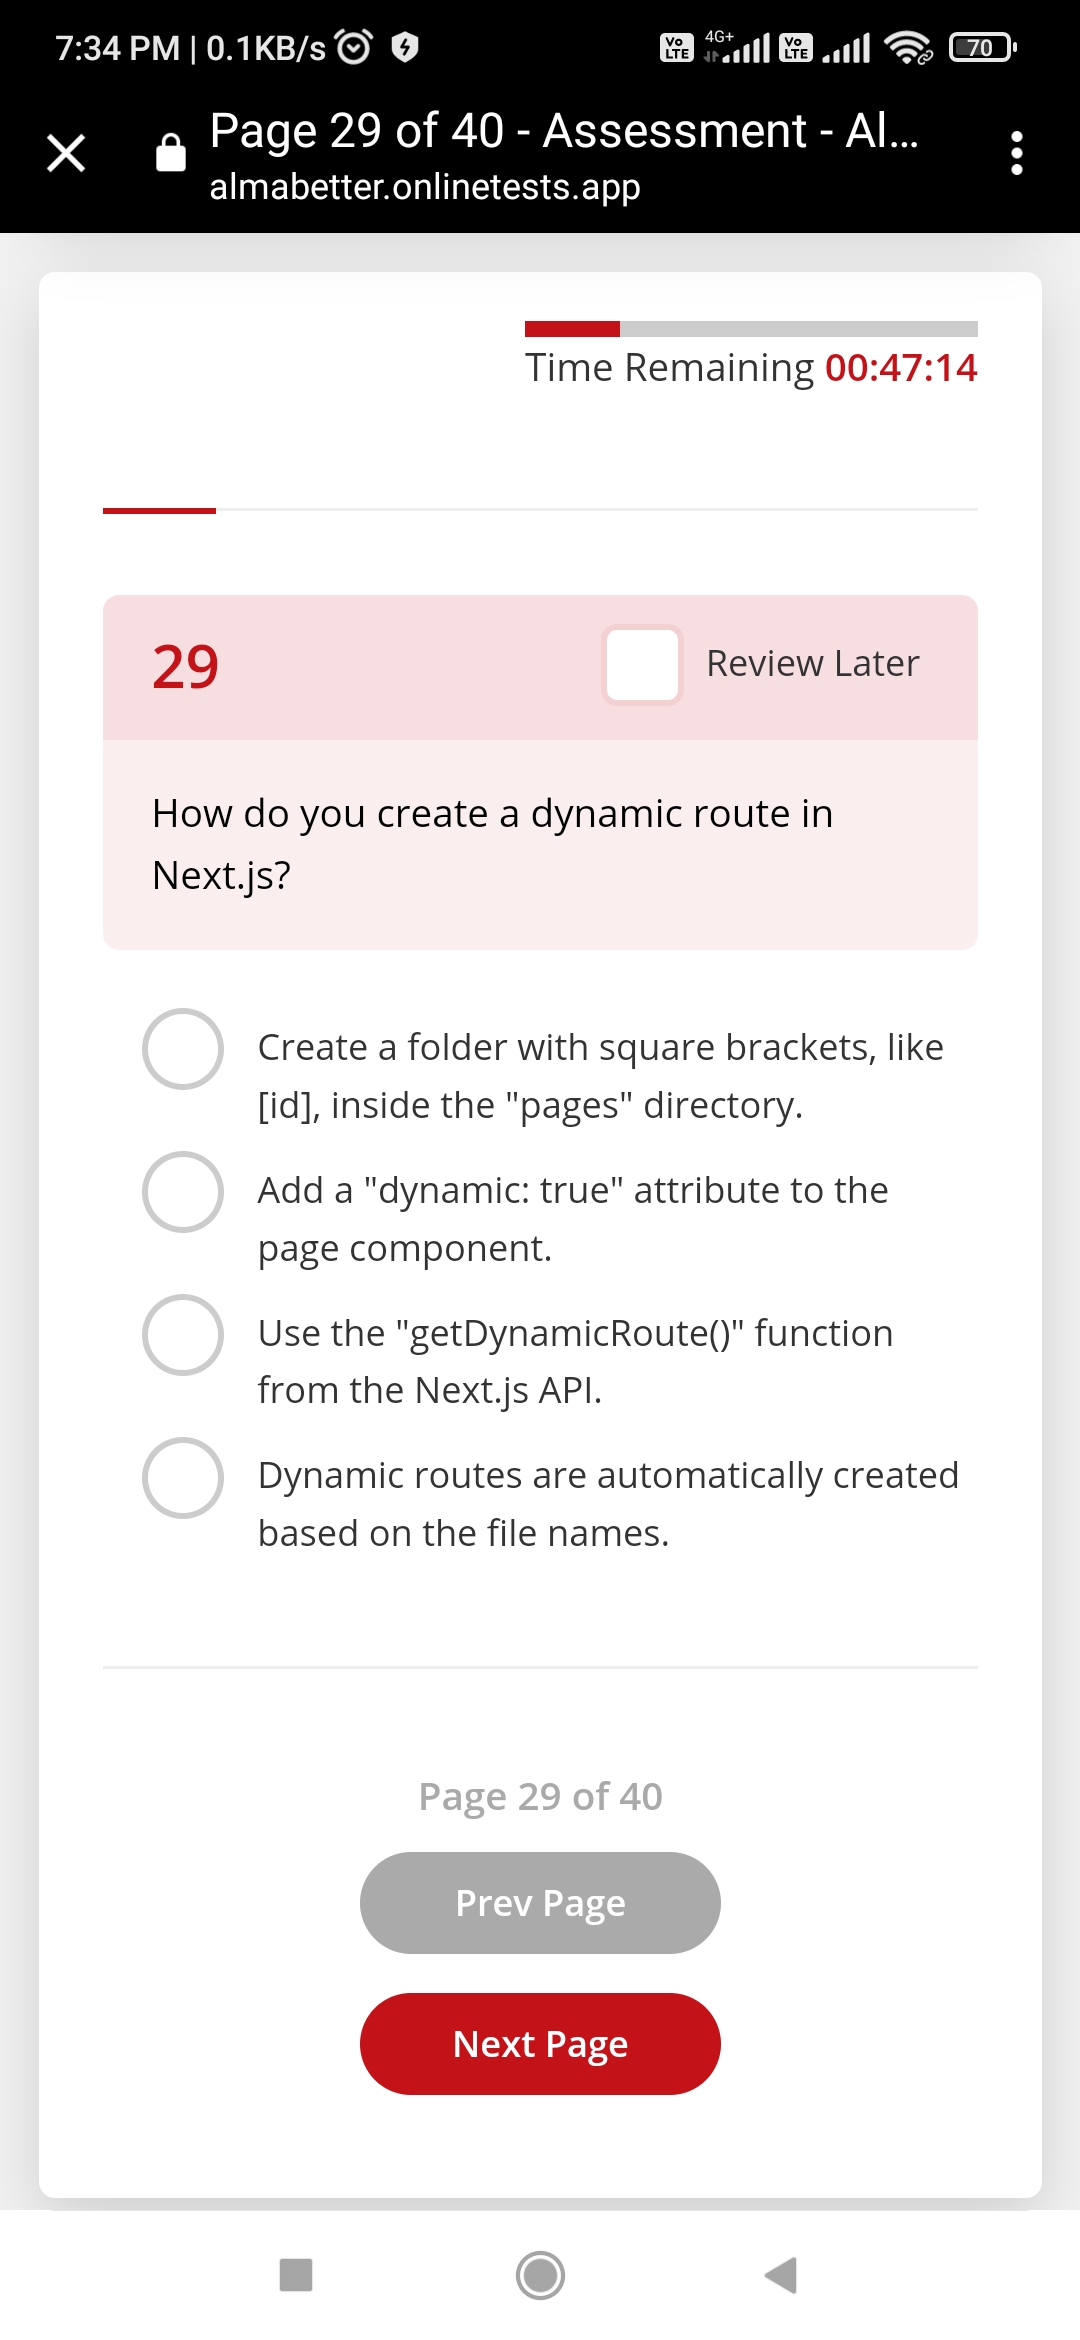 7:34 PM | 0.1KB/s
Vo LTE 4G+ Vo LTE 70
Page 29 of 40 - Assessment - Al...
almabetter.onlinetests.app
Time Remaining 00:47:14
29
Review Later
How do you create a dynamic route in
Next.js?
Create a folder with square brackets, like
[id], inside the "pages" directory.
Add a "dynamic: true" attribute to the
page component.
Use the "getDynamicRoute()" function
from the Next.js API.
Dynamic routes are automatically created
based on the file names.
Page 29 of 40
Prev Page
Next Page